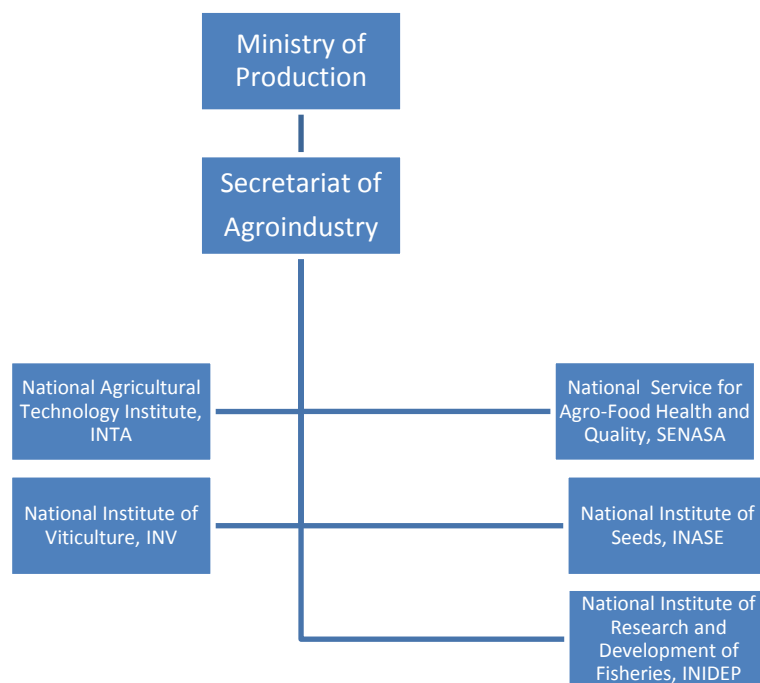 Ministry of
Production
Secretariat of
Agroindustry
National Agricultural
Technology Institute,
INTA
National Service for
Agro-Food Health and
Quality, SENASA
National Institute of
Viticulture, INV
National Institute of
Seeds, INASE
National Institute of
Research and
Development of
Fisheries, INIDEP